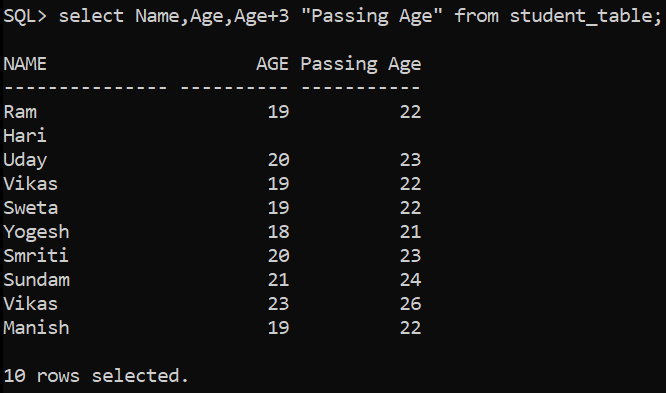 SQL> select Name,Age,Age+3 "Passing Age" from student_table;
NAME                   AGE Passing Age
--------------- ---------- -----------
Ram                     19          22
Hari
Uday                    20          23
Vikas                   19          22
Sweta                   19          22
Yogesh                  18          21
Smriti                  20          23
Sundam                  21          24
Vikas                   23          26
Manish                  19          22
10 rows selected.